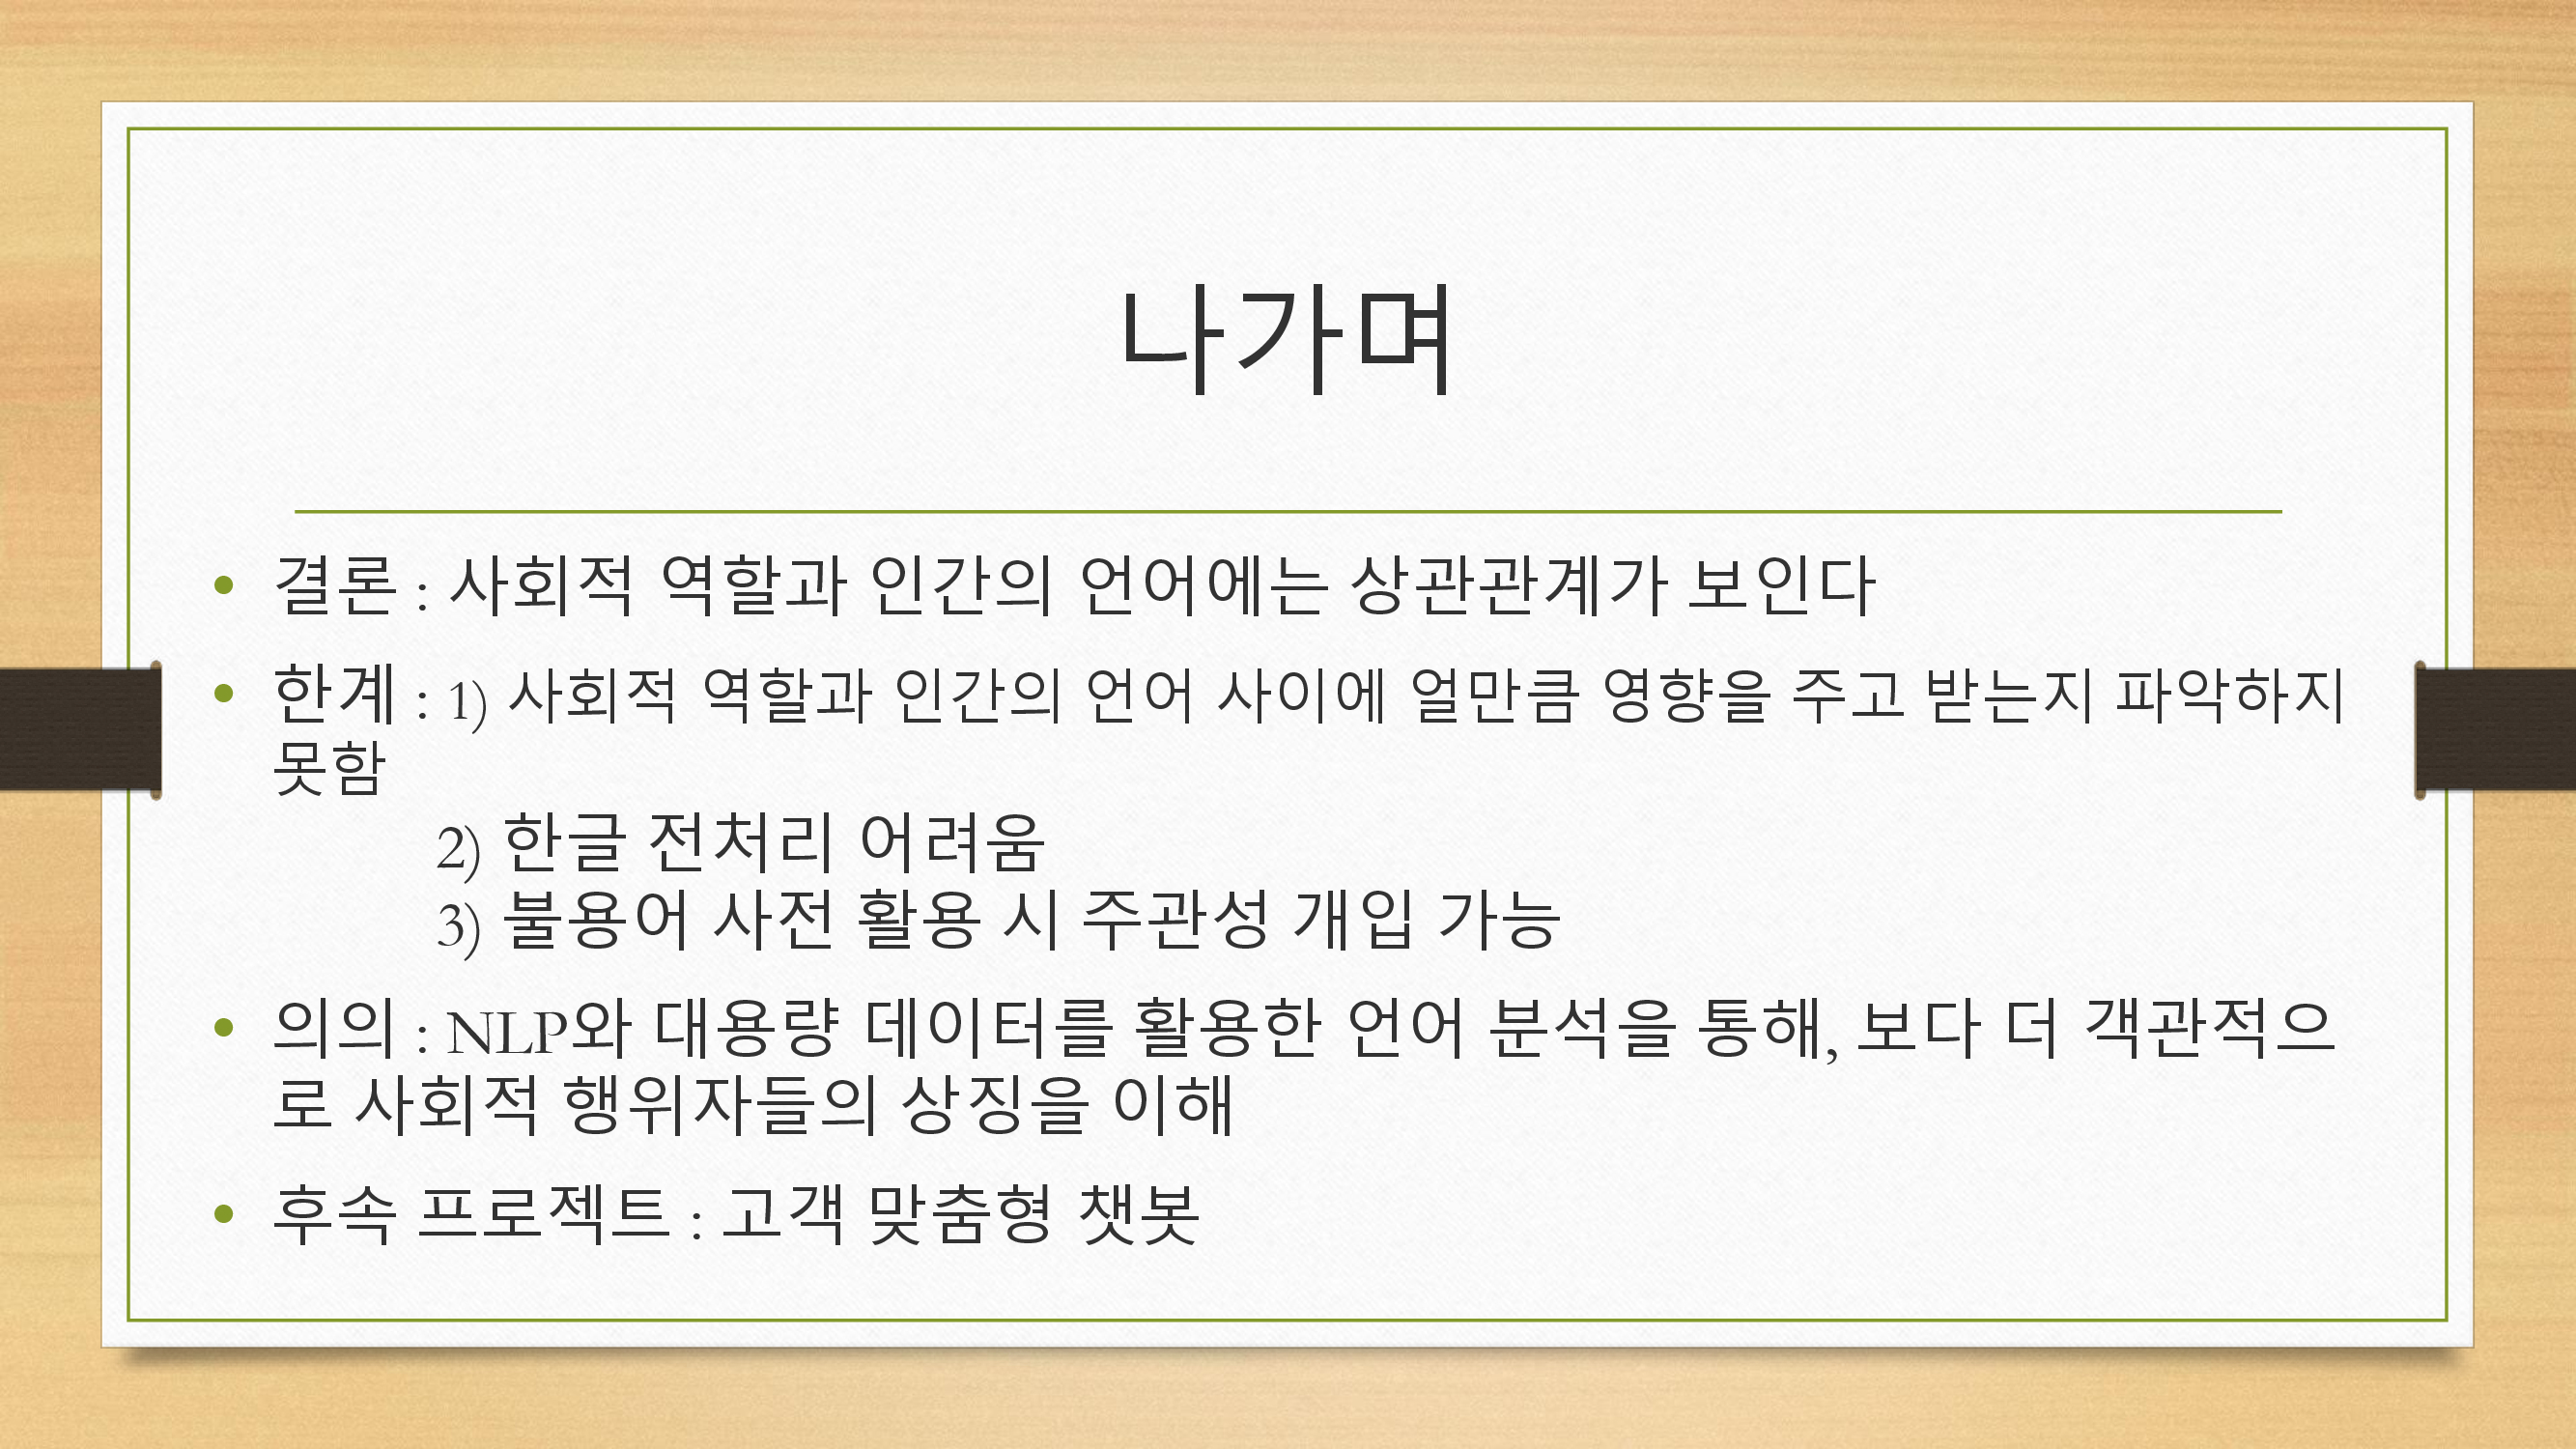 나가며
• 결론 : 사회적 역할과 인간의 언어에는 상관관계가 보인다
• 한계 : 1) 사회적 역할과 인간의 언어 사이에 얼만큼 영향을 주고 받는지 파악하지
못함
2) 한글 전처리 어려움
3) 불용어 사전 활용 시 주관성 개입 가능
• 의의 : NLP와 대용량 데이터를 활용한 언어 분석을 통해, 보다 더 객관적으
로 사회적 행위자들의 상징을 이해
• 후속 프로젝트 : 고객 맞춤형 챗봇